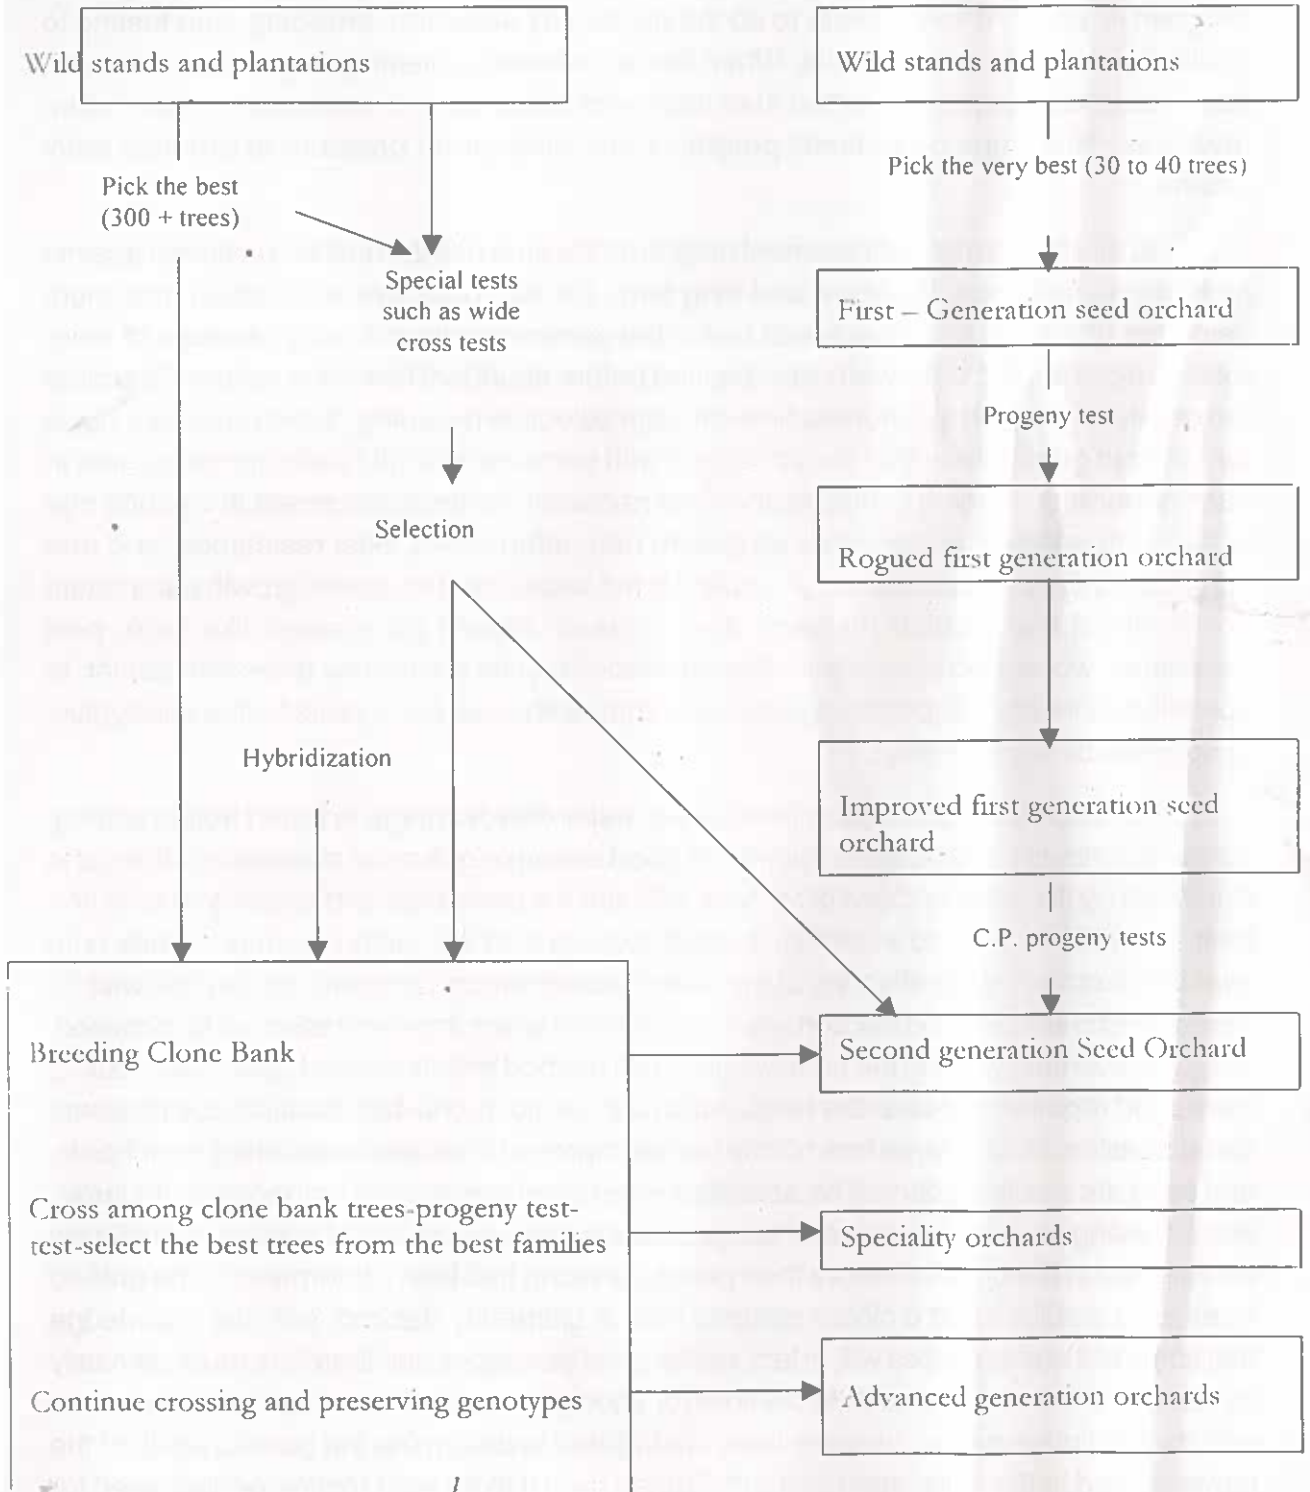 Wild stands and plantations
Pick the best
(300 + trees)
Special tests
such as wide
cross tests
Selection
Hybridization
Breeding Clone Bank
Cross among clone bank trees-progeny test-
test-select the best trees from the best families
Continue crossing and preserving genotypes
Wild stands and plantations
Pick the very best (30 to 40 trees)
First – Generation seed orchard
Progeny test
Rogued first generation orchard
Improved first generation seed
orchard
C.P. progeny tests
Second generation Seed Orchard
Speciality orchards
Advanced generation orchards